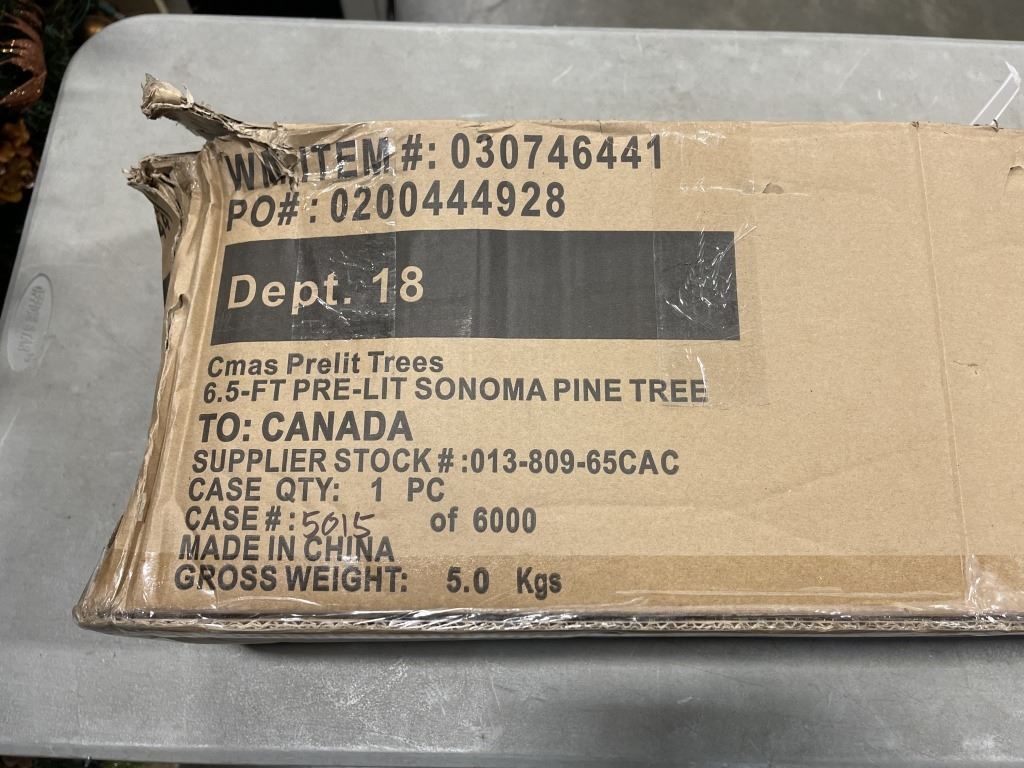 WM ITEM #: 030746441
PO#: 0200444928
Dept. 18
Cmas Prelit Trees
6.5-FT PRE-LIT SONOMA PINE TREE
TO: CANADA
SUPPLIER STOCK #:013-809-65CAC
CASE QTY: 1 PC
CASE #: 5015 of 6000
MADE IN CHINA
GROSS WEIGHT: 5.0 Kgs